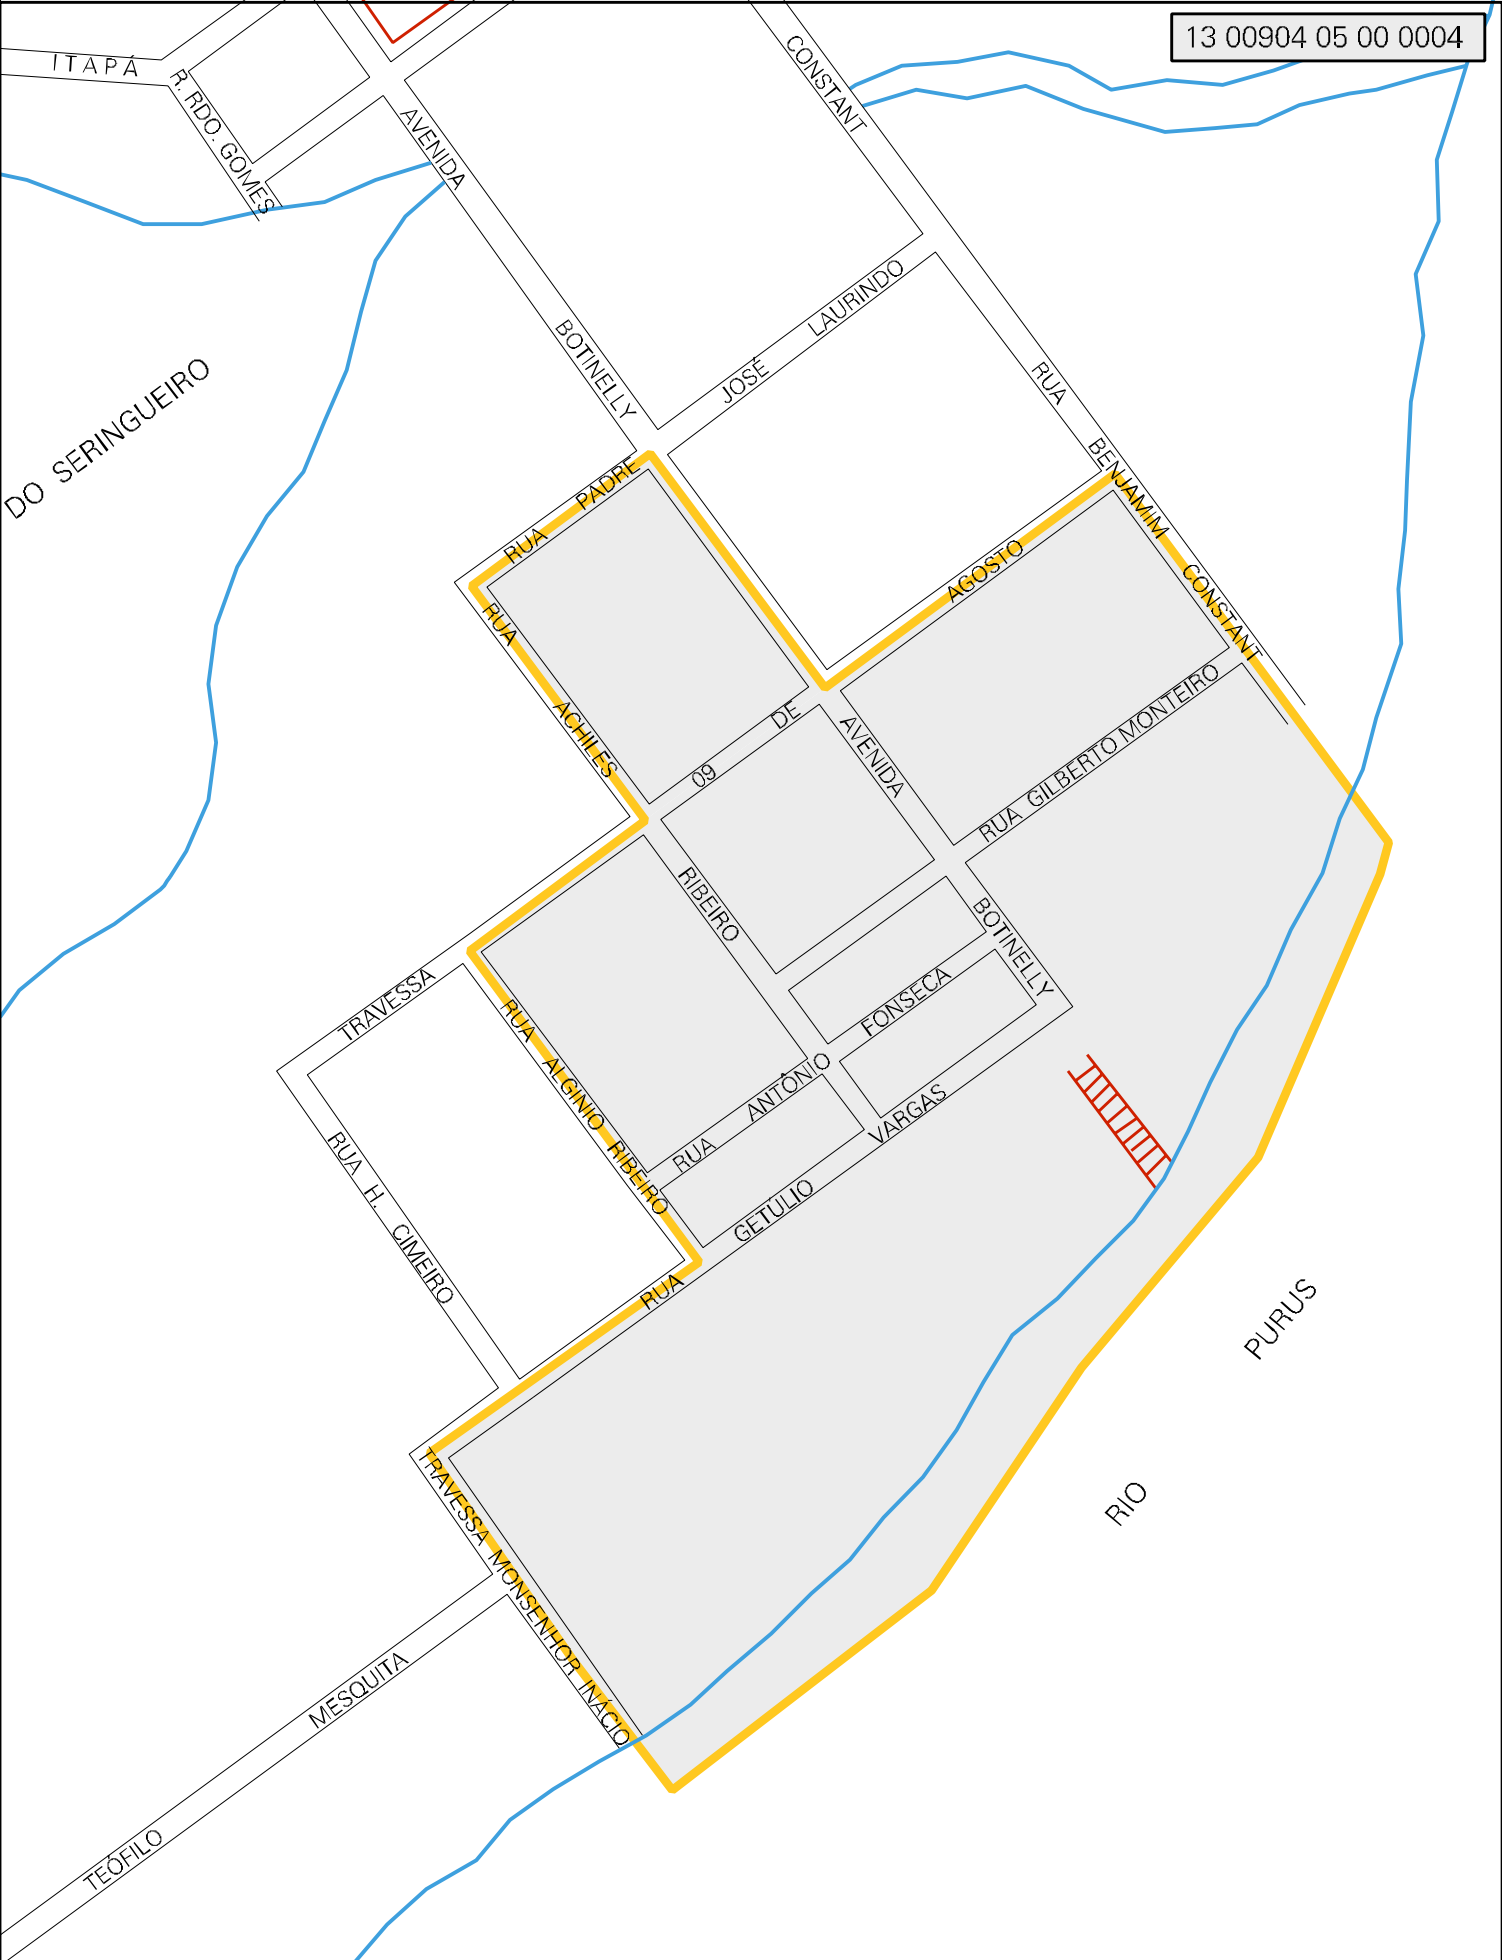 13 00904 05 00 0004
ITAPÁ
R. RDO. GOMES
CONSTANT
AVENIDA
BOTINELLY
JOSÉ LAURINDO
RUA
BENJAMIM
CONSTANT
DO SERINGUEIRO
RUA PADRE
RUA
ACHILES
RIBEIRO
09 DE AGOSTO
AVENIDA
BOTINELLY
RUA GILBERTO MONTEIRO
TRAVESSA
RUA ALGINIO RIBEIRO
RUA ANTÔNIO FONSECA
RUA GETÚLIO VARGAS
RUA H. CIMEIRO
TRAVESSA MONSENHOR INÁCIO
TEÓFILO MESQUITA
RIO PURUS